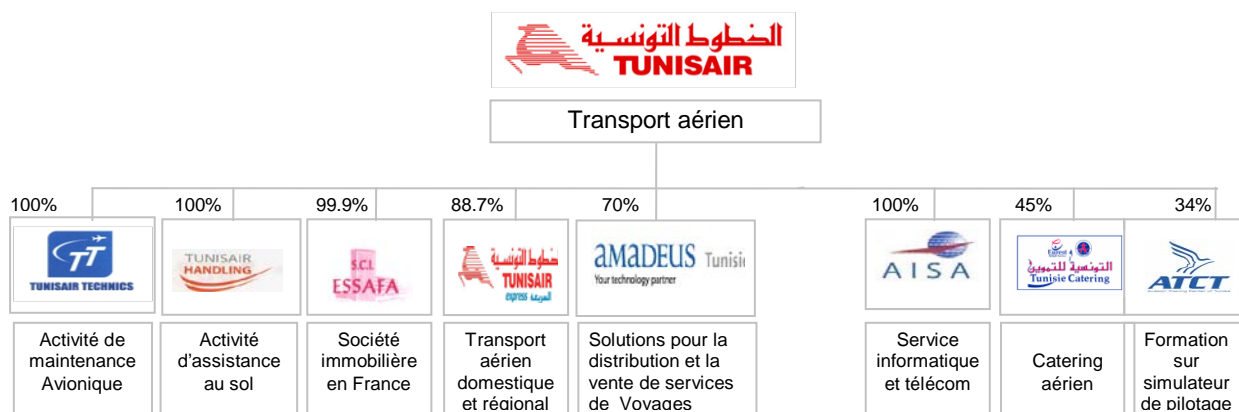 الخطوط التونسية
TUNISAIR
Transport aérien
100%
100%
99.9%
88.7%
70%
100%
45%
34%
TUNISAIR TECHNICS
TUNISAIR
HANDLING
S.C.I.
ESSAFA
الخطوط التونسية
TUNISAIR
express السريعة
amadeus Tunisie
Your technology partner
AISA
التونسية للتموين
Tunisie Catering
ATCT
Activité de
maintenance
Avionique
Activité
d'assistance
au sol
Société
immobilière
en France
Transport
aérien
domestique
et régional
Solutions pour la
distribution et la
vente de services
de Voyages
Service
informatique
et télécom
Catering
aérien
Formation
sur
simulateur
de pilotage